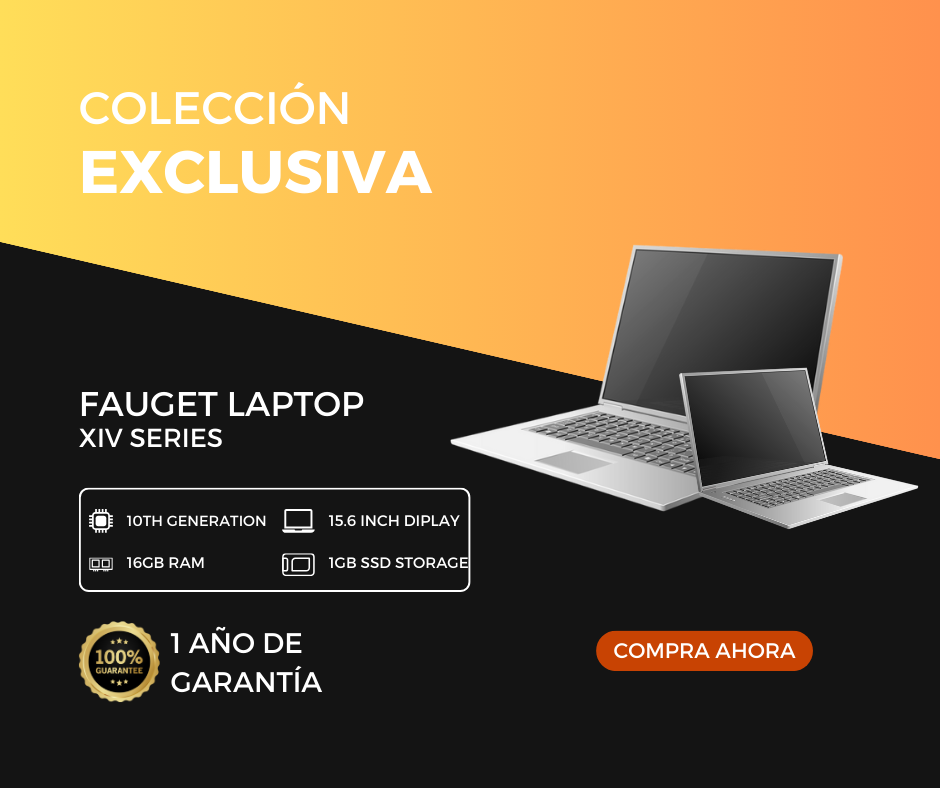 COLECCIÓN
EXCLUSIVA
FAUGET LAPTOP
XIV SERIES
10TH GENERATION
15.6 INCH DIPLAY
16GB RAM
1GB SSD STORAGE
100%
GUARANTEE
1 AÑO DE
GARANTÍA
COMPRA AHORA